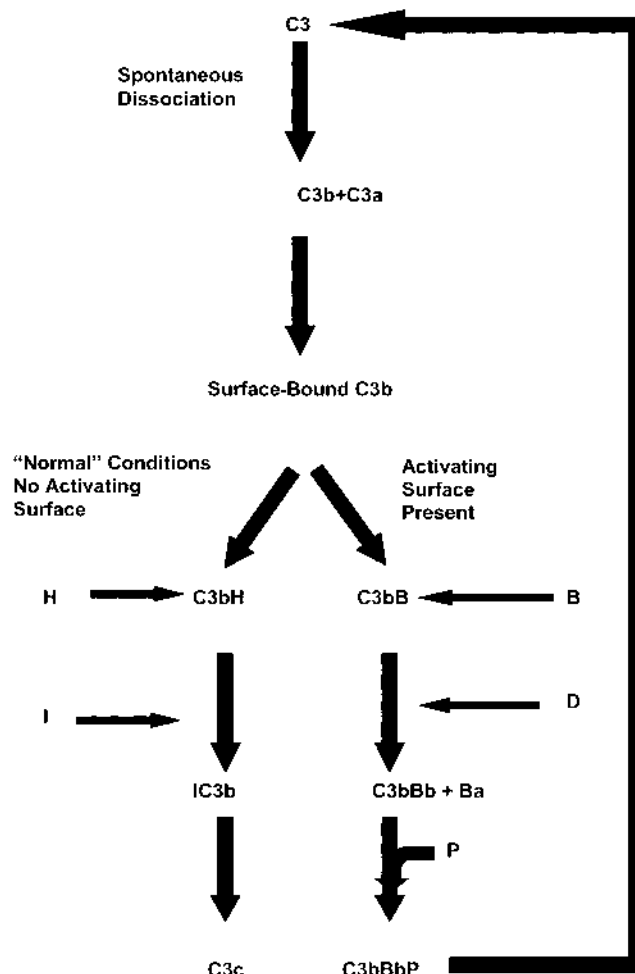 C3
Spontaneous
Dissociation
C3b+C3a
Surface-Bound C3b
“Normal” Conditions
No Activating
Surface
Activating
Surface
Present
H
C3bH
C3bB
B
I
D
IC3b
C3bBb + Ba
P
C3c
C3bBbP